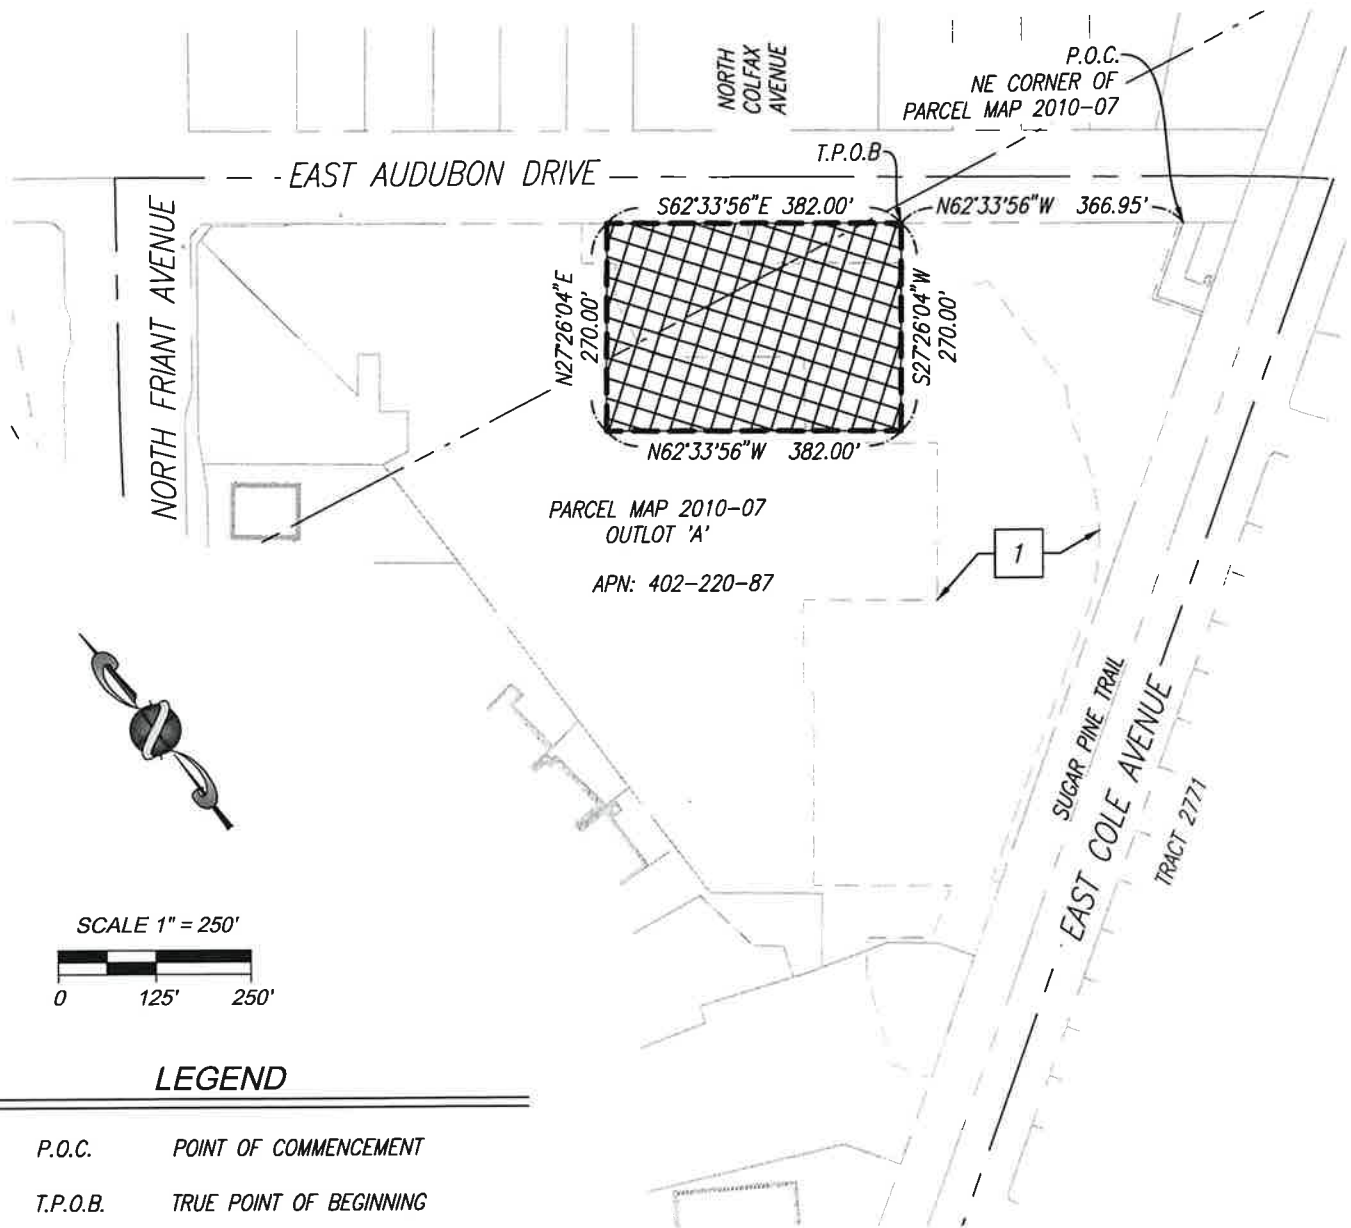 NORTH
COLFAX
AVENUE
P.O.C.
NE CORNER OF
PARCEL MAP 2010-07
T.P.O.B
EAST AUDUBON DRIVE
S62°33'56"E 382.00'
N62°33'56"W 366.95'
NORTH FRIANT AVENUE
N27°26'04"E
270.00'
S27°26'04"W
270.00'
N62°33'56"W 382.00'
PARCEL MAP 2010-07
OUTLOT 'A'
APN: 402-220-87
1
SUGAR PINE TRAIL
EAST COLE AVENUE
TRACT 2771
SCALE 1" = 250'
0 125' 250'
LEGEND
P.O.C. POINT OF COMMENCEMENT
T.P.O.B. TRUE POINT OF BEGINNING